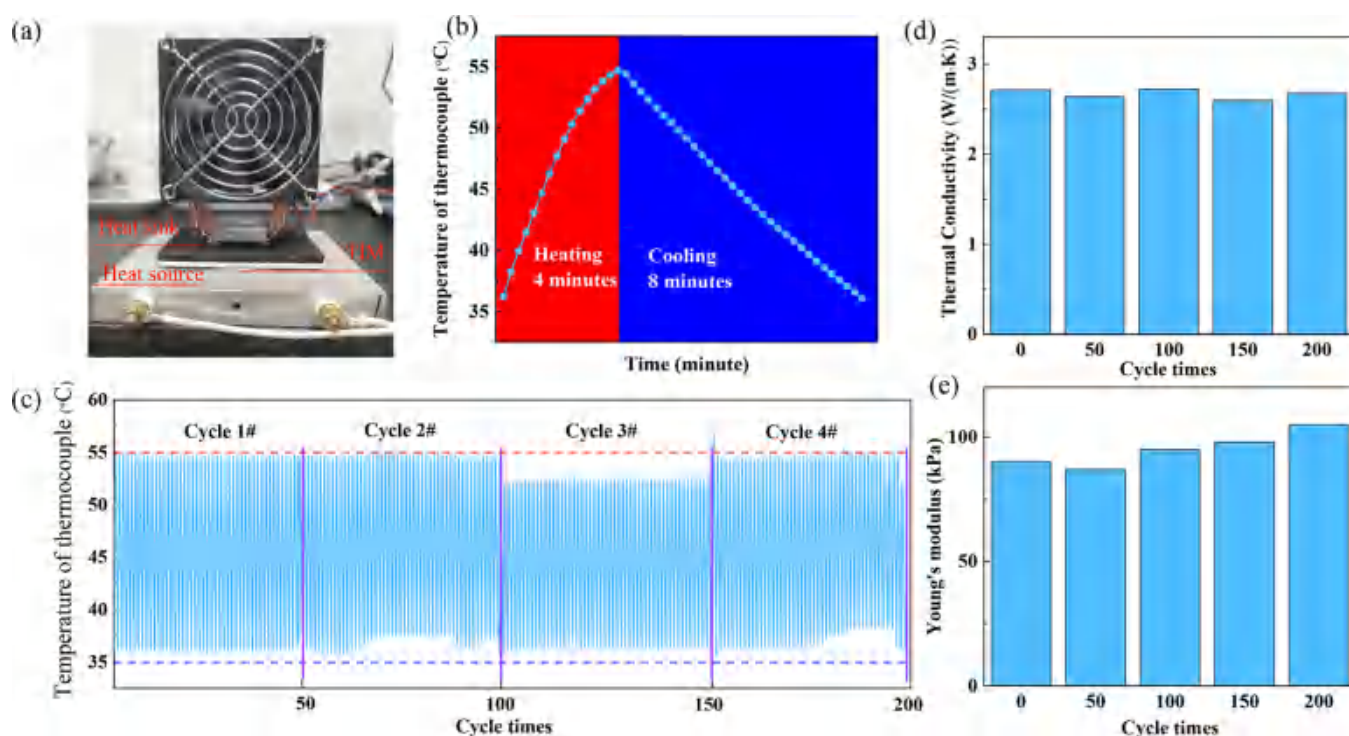 (a)
Heat sink
TIM
Heat source
(b)
Temperature of thermocouple (°C)
55
50
45
40
35
Heating
4 minutes
Cooling
8 minutes
Time (minute)
(c)
Temperature of thermocouple (°C)
60
55
50
45
40
35
Cycle 1#
Cycle 2#
Cycle 3#
Cycle 4#
50
100
150
200
Cycle times
(d)
Thermal Conductivity (W/(m·K))
3
2
1
0
0
50
100
150
200
Cycle times
(e)
Young's modulus (kPa)
100
50
0
0
50
100
150
200
Cycle times